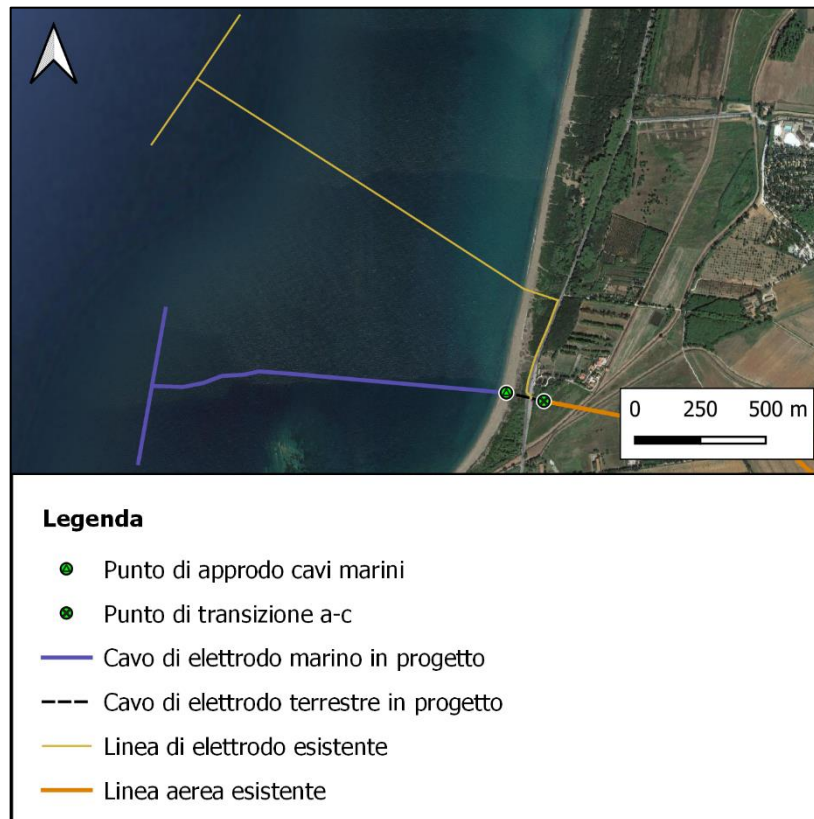 0 250 500 m
Legenda
Punto di approdo cavi marini
Punto di transizione a-c
Cavo di elettrodo marino in progetto
Cavo di elettrodo terrestre in progetto
Linea di elettrodo esistente
Linea aerea esistente